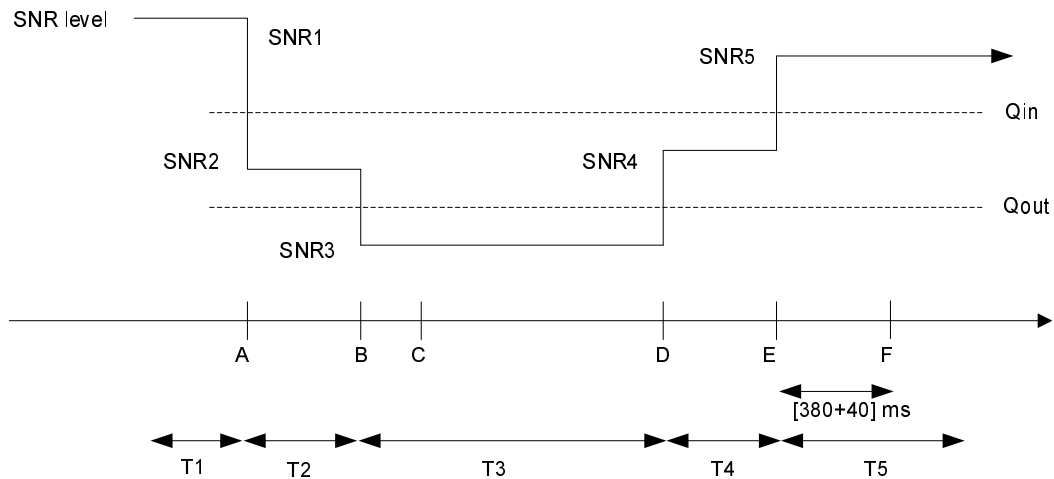 SNR level
SNR1
SNR5
Qin
SNR2
SNR4
Qout
SNR3
A
B
C
D
E
F
[380+40] ms
T1
T2
T3
T4
T5